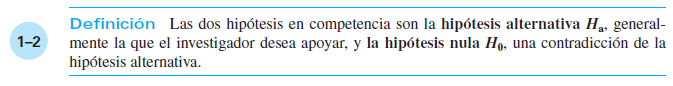 Definición Las dos hipótesis en competencia son la hipótesis alternativa Hₐ, general-
1–2 mente la que el investigador desea apoyar, y la hipótesis nula H₀, una contradicción de la
hipótesis alternativa.